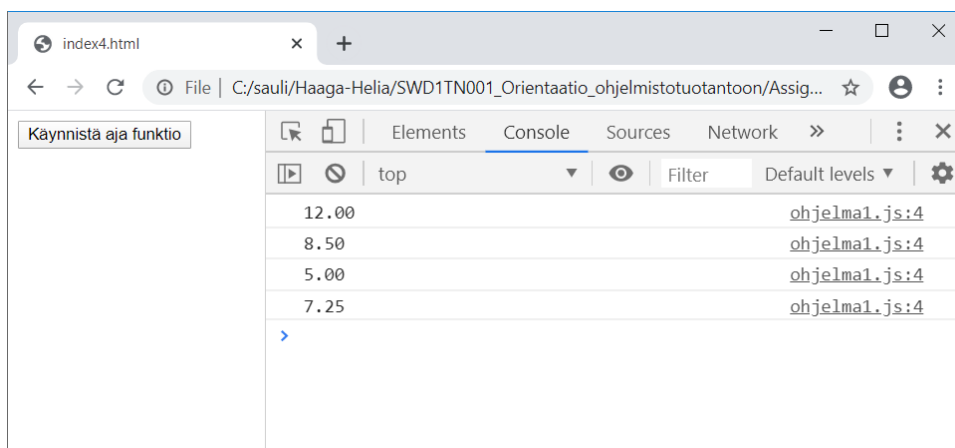 index4.html
File | C:/sauli/Haaga-Helia/SWD1TN001_Orientaatio_ohjelmistotuotantoon/Assig...
Käynnistä aja funktio
Elements Console Sources Network »
top Filter Default levels
12.00 ohjelma1.js:4
8.50 ohjelma1.js:4
5.00 ohjelma1.js:4
7.25 ohjelma1.js:4
>